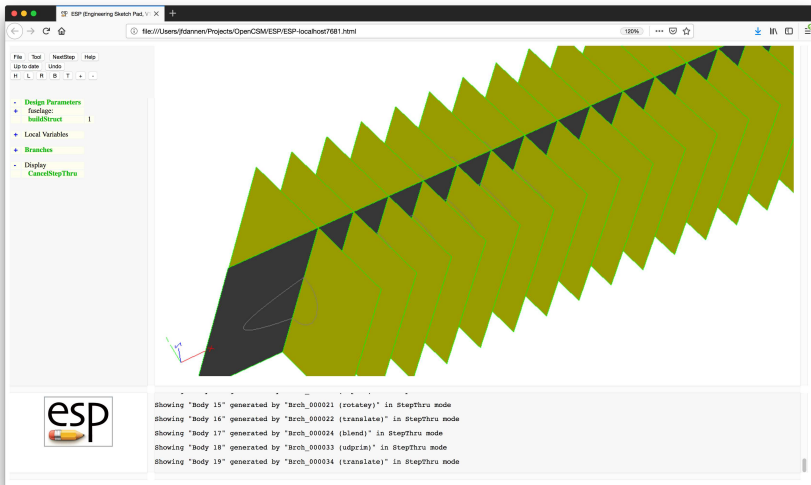 ESP (Engineering Sketch Pad, V
file:///Users/jfdannen/Projects/OpenCSM/ESP/ESP-localhost7681.html
120%
File Tool NextStep Help
Up to date Undo
H L R B T + -
- Design Parameters
+ fuselage:
buildStruct 1
+ Local Variables
+ Branches
- Display
CancelStepThru
esp
Showing "Body 15" generated by "Brch_000021 (rotatey)" in StepThru mode
Showing "Body 16" generated by "Brch_000022 (translate)" in StepThru mode
Showing "Body 17" generated by "Brch_000024 (blend)" in StepThru mode
Showing "Body 18" generated by "Brch_000033 (udprim)" in StepThru mode
Showing "Body 19" generated by "Brch_000034 (translate)" in StepThru mode